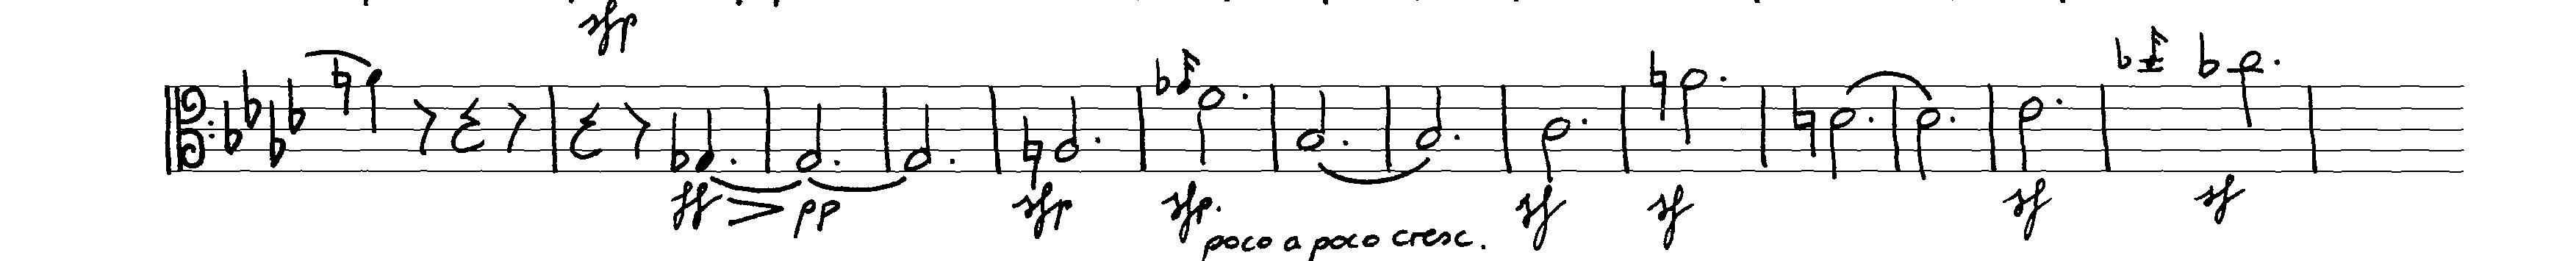 sfp
ff > pp sfp sfp. sf sf sf sf
poco a poco cresc.